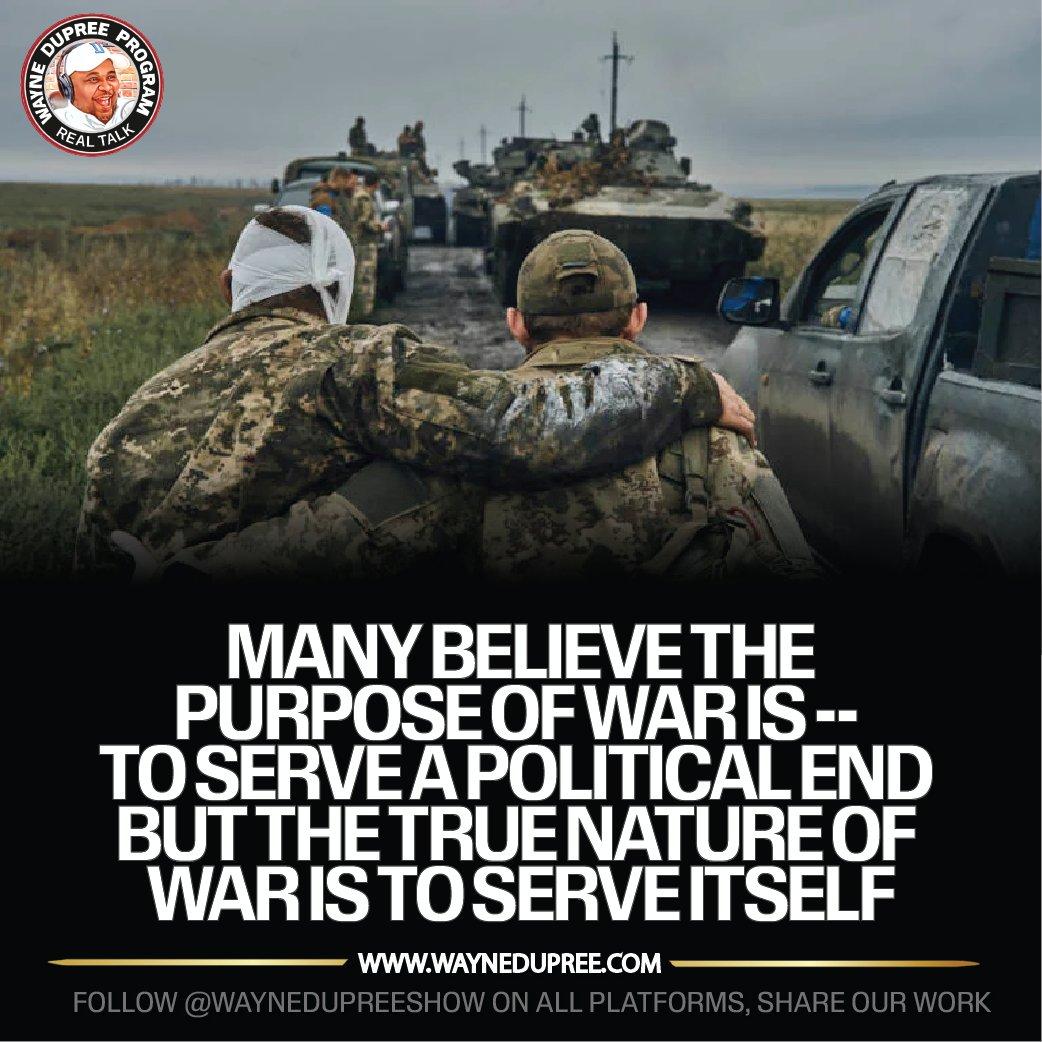 WAYNE DUPREE PROGRAM
REAL TALK
MANY BELIEVE THE
PURPOSE OF WAR IS --
TO SERVE A POLITICAL END
BUT THE TRUE NATURE OF
WAR IS TO SERVE ITSELF
WWW.WAYNEDUPREE.COM
FOLLOW @WAYNEDUPREESHOW ON ALL PLATFORMS, SHARE OUR WORK